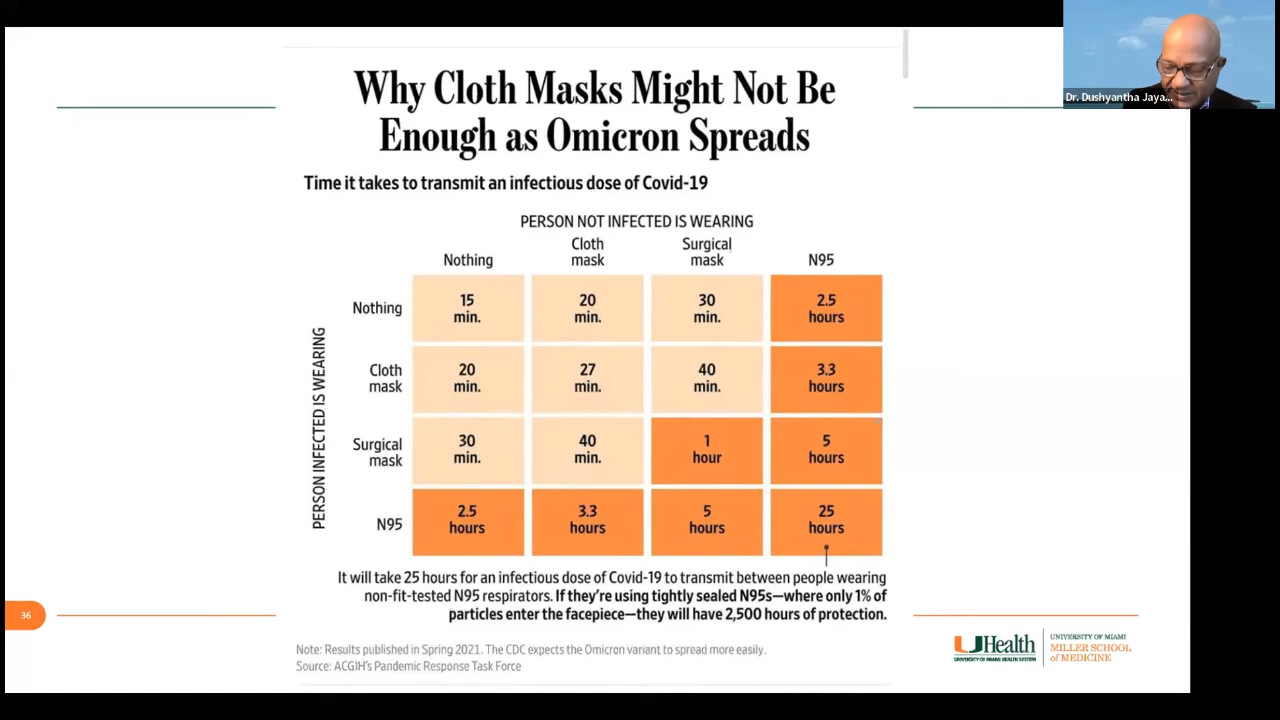 Why Cloth Masks Might Not Be
Enough as Omicron Spreads
Time it takes to transmit an infectious dose of Covid-19
PERSON NOT INFECTED IS WEARING
Nothing
Cloth
mask
Surgical
mask
N95
PERSON INFECTED IS WEARING
Nothing
15
min.
20
min.
30
min.
2.5
hours
Cloth
mask
20
min.
27
min.
40
min.
3.3
hours
Surgical
mask
30
min.
40
min.
1
hour
5
hours
N95
2.5
hours
3.3
hours
5
hours
25
hours
It will take 25 hours for an infectious dose of Covid-19 to transmit between people wearing
non-fit-tested N95 respirators. If they're using tightly sealed N95s—where only 1% of
particles enter the facepiece—they will have 2,500 hours of protection.
Note: Results published in Spring 2021. The CDC expects the Omicron variant to spread more easily.
Source: ACGIH's Pandemic Response Task Force
36
UHealth
UNIVERSITY OF MIAMI HEALTH SYSTEM
UNIVERSITY OF MIAMI
MILLER SCHOOL
of MEDICINE
Dr. Dushyantha Jaya...